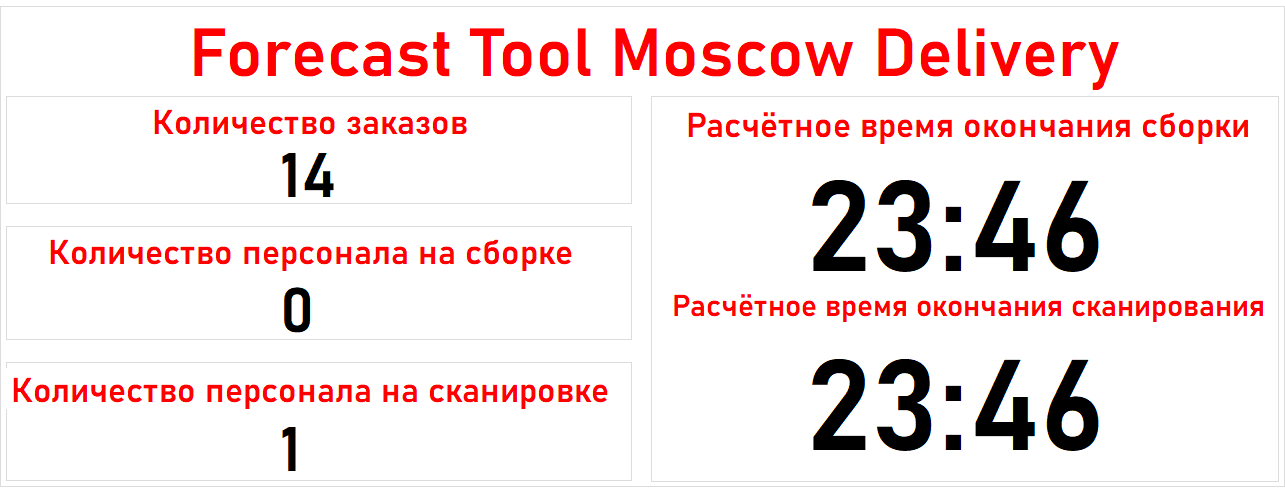 Forecast Tool Moscow Delivery
Количество заказов
14
Количество персонала на сборке
0
Количество персонала на сканировке
1
Расчётное время окончания сборки
23:46
Расчётное время окончания сканирования
23:46